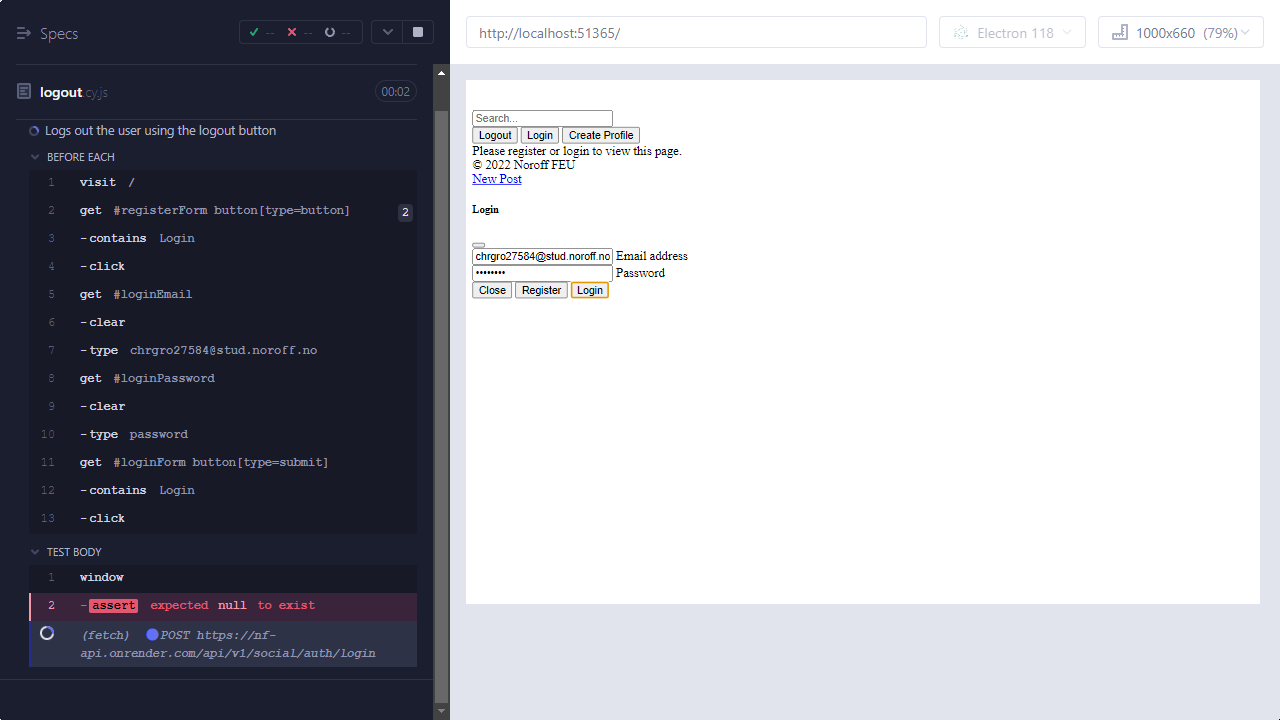 Specs
-- -- --
logout.cy.js 00:02
Logs out the user using the logout button
BEFORE EACH
1 visit /
2 get #registerForm button[type=button] 2
3 -contains Login
4 -click
5 get #loginEmail
6 -clear
7 -type chrgro27584@stud.noroff.no
8 get #loginPassword
9 -clear
10 -type password
11 get #loginForm button[type=submit]
12 -contains Login
13 -click
TEST BODY
1 window
2 -assert expected null to exist
(fetch) POST https://nf-
api.onrender.com/api/v1/social/auth/login
http://localhost:51365/
Electron 118
1000x660 (79%)
Search...
Logout Login Create Profile
Please register or login to view this page.
© 2022 Noroff FEU
New Post
Login
chrgro27584@stud.noroff.no Email address
•••••••• Password
Close Register Login